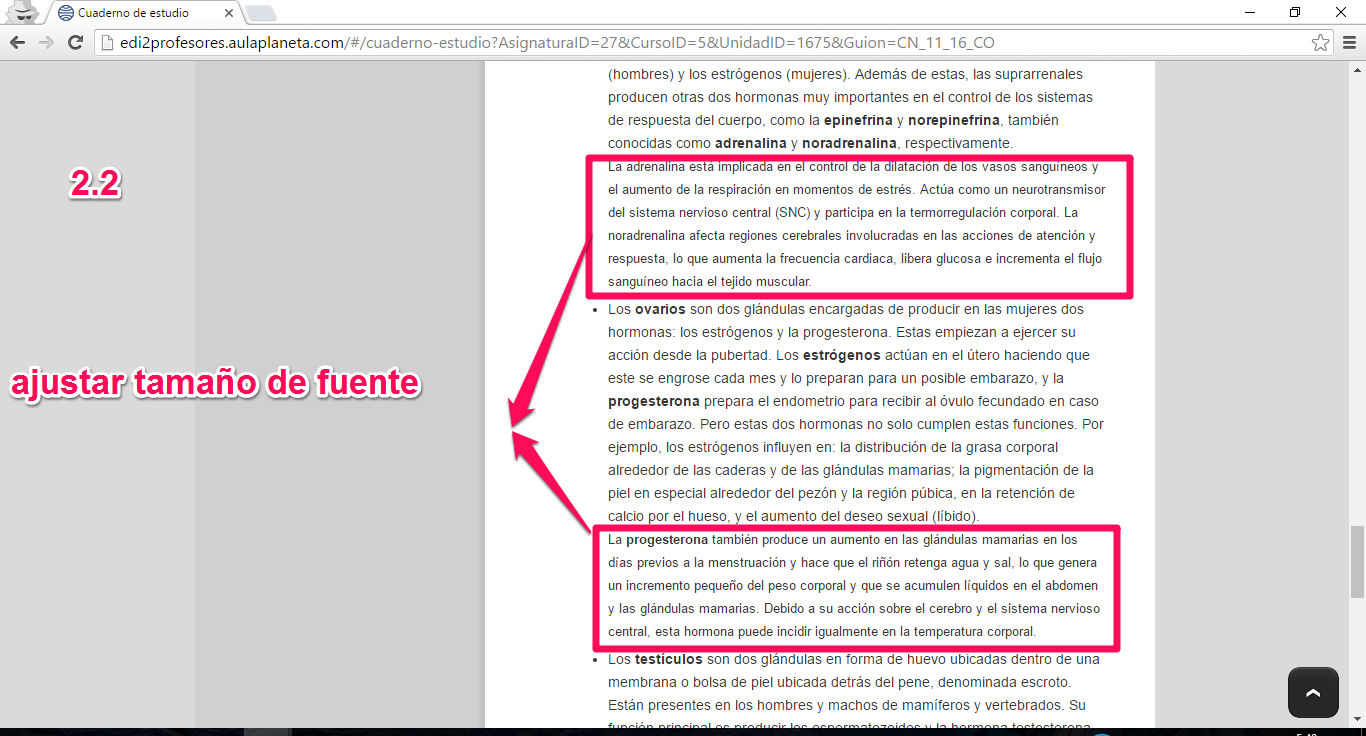 Cuaderno de estudio
edi2profesores.aulaplaneta.com/#/cuaderno-estudio?AsignaturaID=27&CursoID=5&UnidadID=1675&Guion=CN_11_16_CO
(hombres) y los estrógenos (mujeres). Además de estas, las suprarrenales
producen otras dos hormonas muy importantes en el control de los sistemas
de respuesta del cuerpo, como la epinefrina y norepinefrina, también
conocidas como adrenalina y noradrenalina, respectivamente.
La adrenalina está implicada en el control de la dilatación de los vasos sanguíneos y
el aumento de la respiración en momentos de estrés. Actúa como un neurotransmisor
del sistema nervioso central (SNC) y participa en la termorregulación corporal. La
noradrenalina afecta regiones cerebrales involucradas en las acciones de atención y
respuesta, lo que aumenta la frecuencia cardiaca, libera glucosa e incrementa el flujo
sanguíneo hacia el tejido muscular.
2.2
• Los ovarios son dos glándulas encargadas de producir en las mujeres dos
hormonas: los estrógenos y la progesterona. Estas empiezan a ejercer su
acción desde la pubertad. Los estrógenos actúan en el útero haciendo que
este se engrose cada mes y lo preparan para un posible embarazo, y la
progesterona prepara el endometrio para recibir al óvulo fecundado en caso
de embarazo. Pero estas dos hormonas no solo cumplen estas funciones. Por
ejemplo, los estrógenos influyen en: la distribución de la grasa corporal
alrededor de las caderas y de las glándulas mamarias; la pigmentación de la
piel en especial alrededor del pezón y la región púbica, en la retención de
calcio por el hueso, y el aumento del deseo sexual (líbido).
ajustar tamaño de fuente
La progesterona también produce un aumento en las glándulas mamarias en los
días previos a la menstruación y hace que el riñón retenga agua y sal, lo que genera
un incremento pequeño del peso corporal y que se acumulen líquidos en el abdomen
y las glándulas mamarias. Debido a su acción sobre el cerebro y el sistema nervioso
central, esta hormona puede incidir igualmente en la temperatura corporal.
• Los testículos son dos glándulas en forma de huevo ubicadas dentro de una
membrana o bolsa de piel ubicada detrás del pene, denominada escroto.
Están presentes en los hombres y machos de mamíferos y vertebrados. Su
función principal es producir los espermatozoides y la hormona testosterona